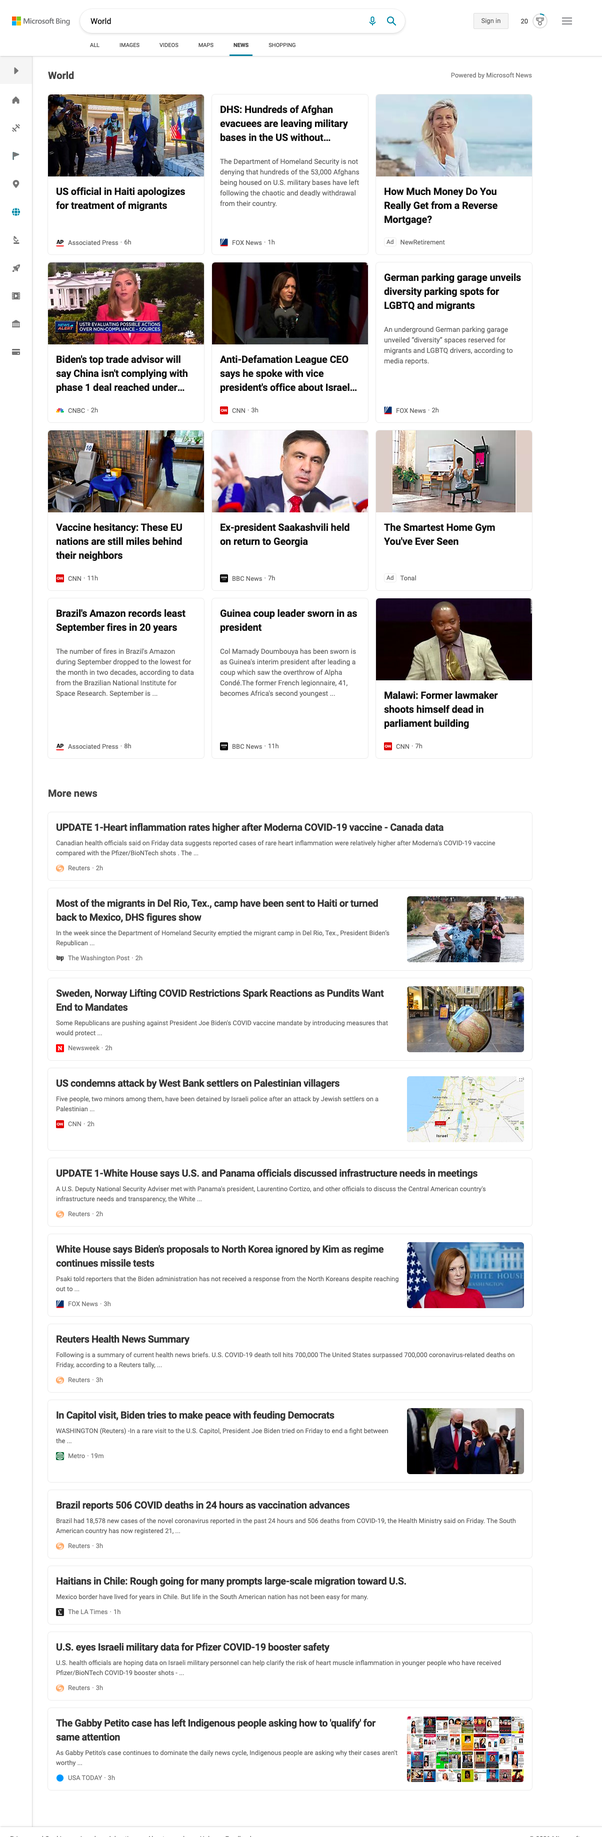 Microsoft Bing
World
Sign in
20
ALL
IMAGES
VIDEOS
MAPS
NEWS
SHOPPING
World
Powered by Microsoft News
US official in Haiti apologizes
for treatment of migrants
AP Associated Press · 6h
DHS: Hundreds of Afghan
evacuees are leaving military
bases in the US without...
The Department of Homeland Security is not
denying that hundreds of the 53,000 Afghans
being housed on U.S. military bases have left
following the chaotic and deadly withdrawal
from their country.
FOX News · 1h
How Much Money Do You
Really Get from a Reverse
Mortgage?
Ad NewRetirement
NEWS ALERT
USTR EVALUATING POSSIBLE ACTIONS
OVER NON-COMPLIANCE - SOURCES
Biden's top trade advisor will
say China isn't complying with
phase 1 deal reached under...
CNBC · 2h
Anti-Defamation League CEO
says he spoke with vice
president's office about Israel...
CNN CNN · 3h
German parking garage unveils
diversity parking spots for
LGBTQ and migrants
An underground German parking garage
unveiled "diversity" spaces reserved for
migrants and LGBTQ drivers, according to
media reports.
FOX News · 2h
Vaccine hesitancy: These EU
nations are still miles behind
their neighbors
CNN CNN · 11h
Ex-president Saakashvili held
on return to Georgia
BBC News · 7h
The Smartest Home Gym
You've Ever Seen
Ad Tonal
Brazil's Amazon records least
September fires in 20 years
The number of fires in Brazil's Amazon
during September dropped to the lowest for
the month in two decades, according to data
from the Brazilian National Institute for
Space Research. September is ...
AP Associated Press · 8h
Guinea coup leader sworn in as
president
Col Mamady Doumbouya has been sworn is
as Guinea's interim president after leading a
coup which saw the overthrow of Alpha
Condé.The former French legionnaire, 41,
becomes Africa's second youngest ...
BBC News · 11h
Malawi: Former lawmaker
shoots himself dead in
parliament building
CNN CNN · 7h
More news
UPDATE 1-Heart inflammation rates higher after Moderna COVID-19 vaccine - Canada data
Canadian health officials said on Friday data suggests reported cases of rare heart inflammation were relatively higher after Moderna's COVID-19 vaccine
compared with the Pfizer/BioNTech shots . The ...
Reuters · 2h
Most of the migrants in Del Rio, Tex., camp have been sent to Haiti or turned
back to Mexico, DHS figures show
In the week since the Department of Homeland Security emptied the migrant camp in Del Rio, Tex., President Biden's
Republican ...
wp The Washington Post · 2h
Sweden, Norway Lifting COVID Restrictions Spark Reactions as Pundits Want
End to Mandates
Some Republicans are pushing against President Joe Biden's COVID vaccine mandate by introducing measures that
would protect ...
N Newsweek · 2h
US condemns attack by West Bank settlers on Palestinian villagers
Five people, two minors among them, have been detained by Israeli police after an attack by Jewish settlers on a
Palestinian ...
CNN CNN · 2h
Israel
UPDATE 1-White House says U.S. and Panama officials discussed infrastructure needs in meetings
A U.S. Deputy National Security Adviser met with Panama's president, Laurentino Cortizo, and other officials to discuss the Central American country's
infrastructure needs and transparency, the White ...
Reuters · 2h
White House says Biden's proposals to North Korea ignored by Kim as regime
continues missile tests
Psaki told reporters that the Biden administration has not received a response from the North Koreans despite reaching
out to ...
FOX News · 3h
Reuters Health News Summary
Following is a summary of current health news briefs. U.S. COVID-19 death toll hits 700,000 The United States surpassed 700,000 coronavirus-related deaths on
Friday, according to a Reuters tally, ...
Reuters · 3h
In Capitol visit, Biden tries to make peace with feuding Democrats
WASHINGTON (Reuters) -In a rare visit to the U.S. Capitol, President Joe Biden tried on Friday to end a fight between
the ...
Metro · 19m
Brazil reports 506 COVID deaths in 24 hours as vaccination advances
Brazil had 18,578 new cases of the novel coronavirus reported in the past 24 hours and 506 deaths from COVID-19, the Health Ministry said on Friday. The South
American country has now registered 21, ...
Reuters · 3h
Haitians in Chile: Rough going for many prompts large-scale migration toward U.S.
Mexico border have lived for years in Chile. But life in the South American nation has not been easy for many.
The LA Times · 1h
U.S. eyes Israeli military data for Pfizer COVID-19 booster safety
U.S. health officials are hoping data on Israeli military personnel can help clarify the risk of heart muscle inflammation in younger people who have received
Pfizer/BioNTech COVID-19 booster shots - ...
Reuters · 3h
The Gabby Petito case has left Indigenous people asking how to 'qualify' for
same attention
As Gabby Petito's case continues to dominate the daily news cycle, Indigenous people are asking why their cases aren't
worthy ...
USA TODAY · 3h